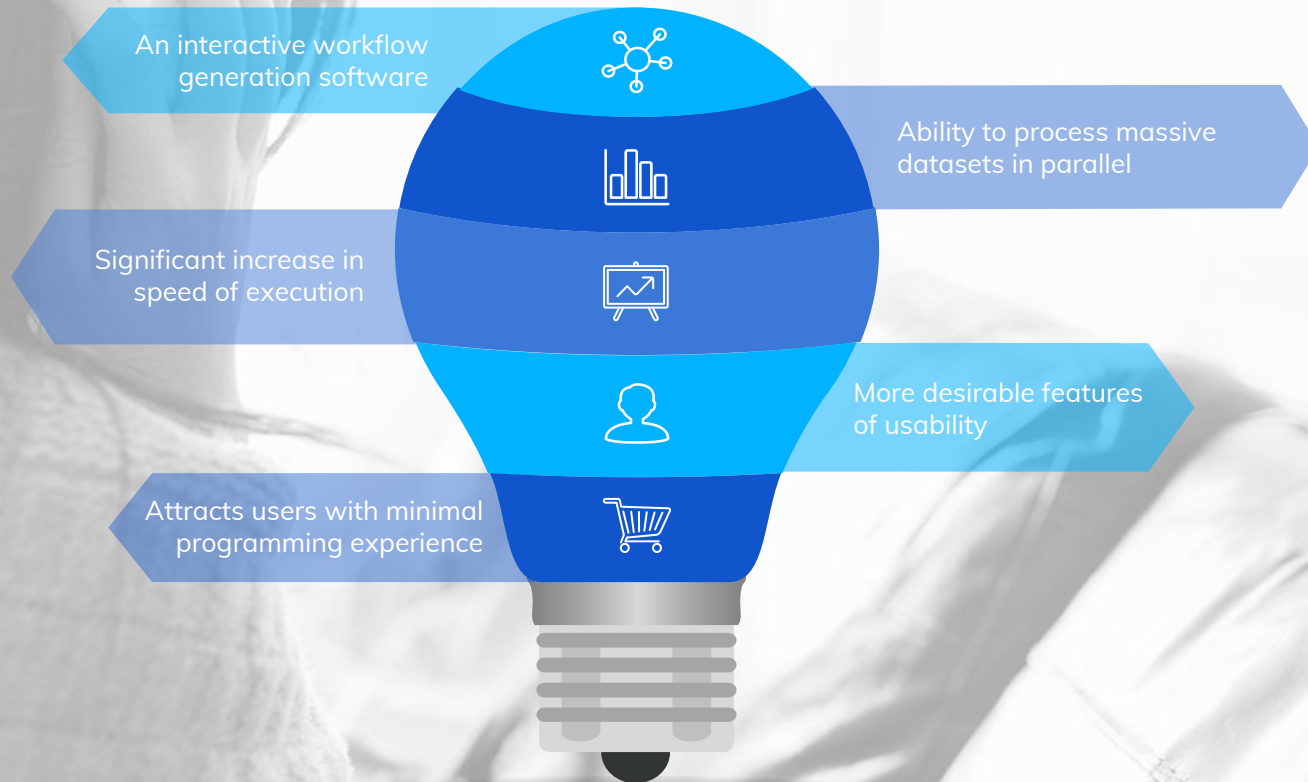 An interactive workflow
generation software
Ability to process massive
datasets in parallel
Significant increase in
speed of execution
More desirable features
of usability
Attracts users with minimal
programming experience